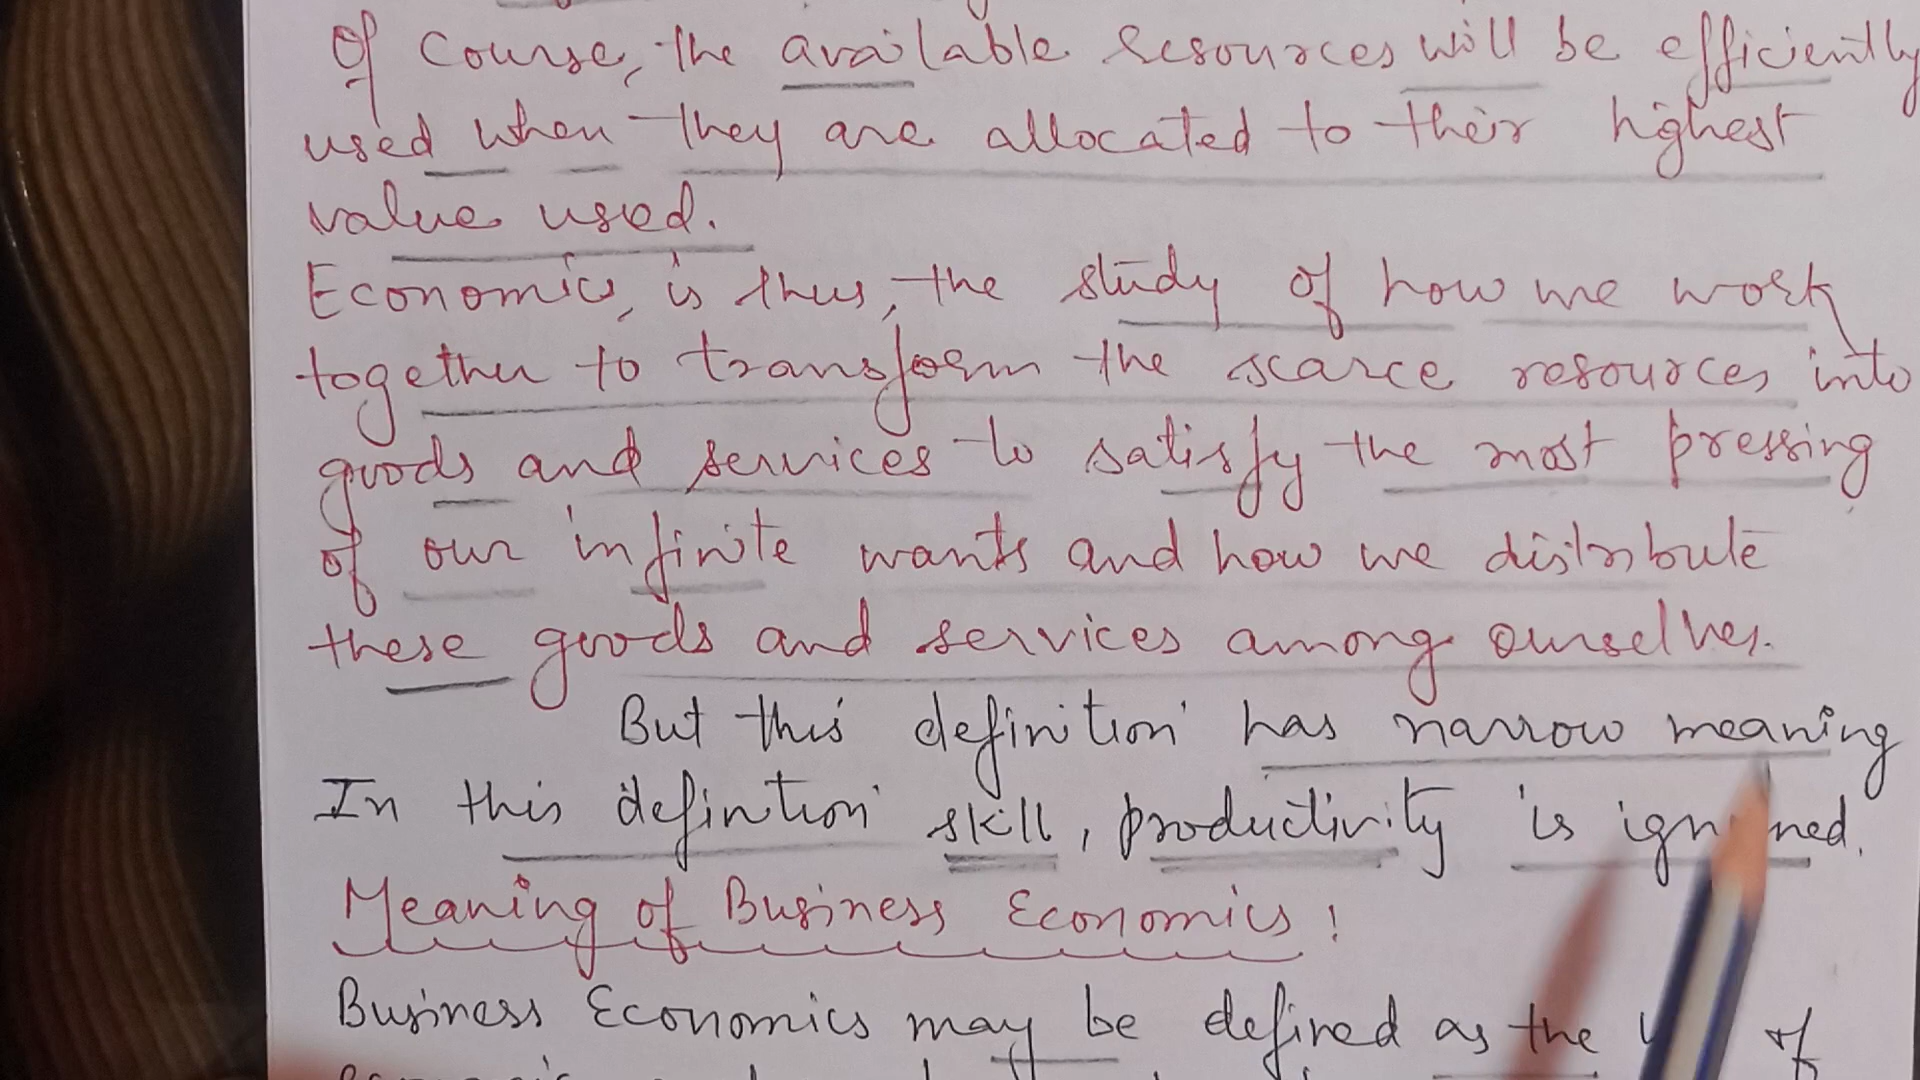 Of Course, the available resources will be efficiently
used when they are allocated to their highest
value used.
Economics, is thus, the study of how we work
together to transform the scarce resources into
goods and services to satisfy the most pressing
of our infinite wants and how we distribute
these goods and services among ourselves.
But this definition has narrow meaning
In this defintion skill, productivity is ignored.
Meaning of Business Economics:
Business Economics may be defined as the of